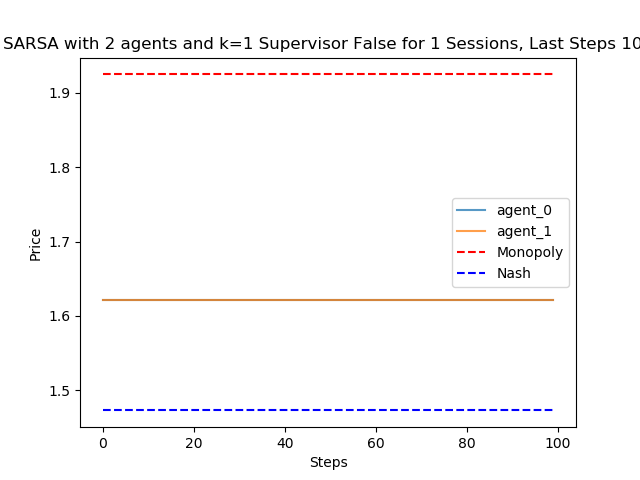 SARSA with 2 agents and k=1 Supervisor False for 1 Sessions, Last Steps 10
1.9
1.8
1.7
1.6
1.5
Price
agent_0
agent_1
Monopoly
Nash
0 20 40 60 80 100
Steps